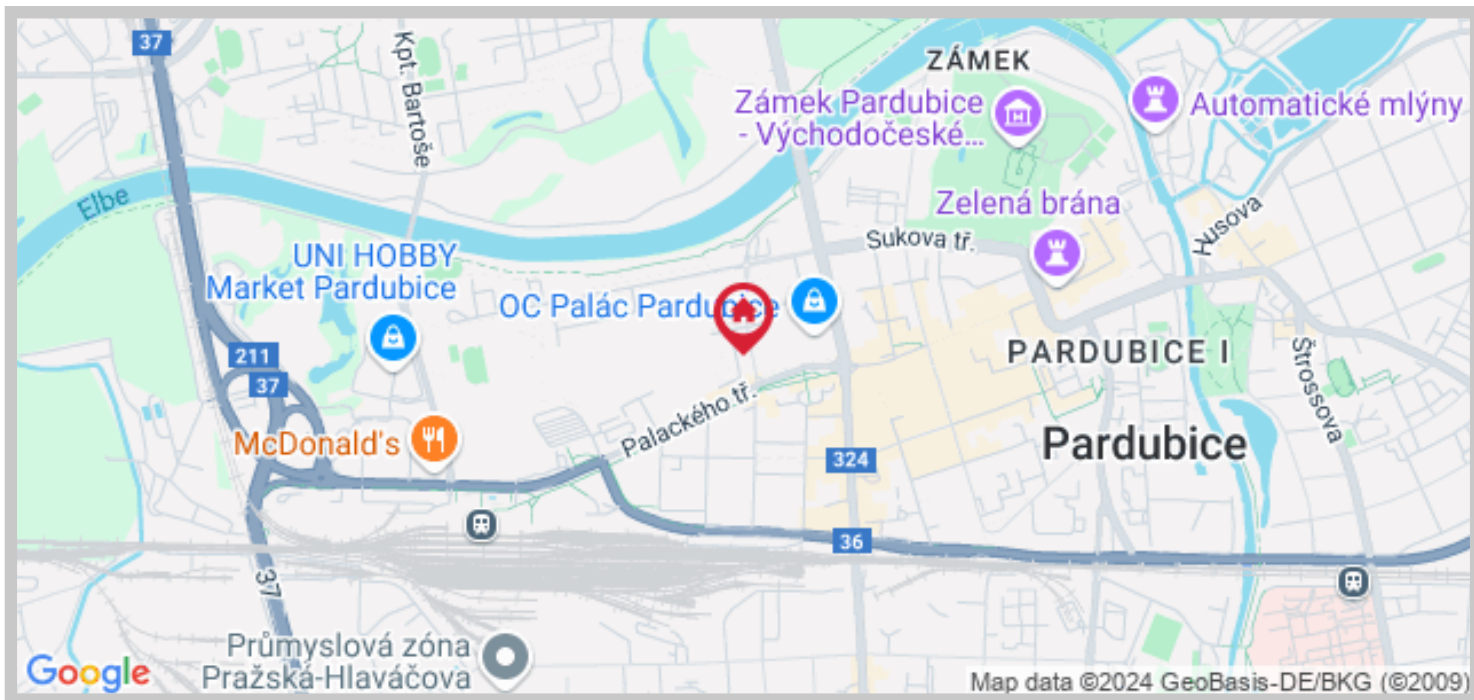 37
Kpt. Bartoše
ZÁMEK
Zámek Pardubice
- Východočeské...
Automatické mlýny
Elbe
Zelená brána
Husova
Sukova tř.
UNI HOBBY
Market Pardubice
OC Palác Pardubice
211
37
PARDUBICE I
Štrossova
Palackého tř.
McDonald's
Pardubice
324
36
37
Průmyslová zóna
Pražská-Hlaváčova
Google
Map data ©2024 GeoBasis-DE/BKG (©2009)